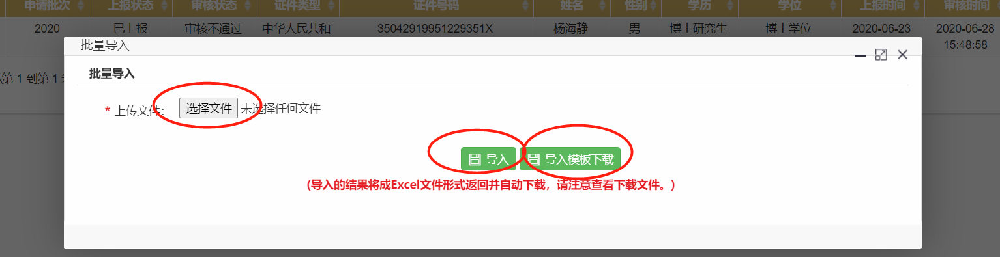 申请批次 上报状态 审核状态 证件类型 证件号码 姓名 性别 学历 学位 上报时间 审核时间
2020 已上报 审核不通过 中华人民共和 35042919951229351X 杨海静 男 博士研究生 博士学位 2020-06-23 2020-06-28
15:48:58
批量导入
批量导入
第 1 到第 1
* 上传文件: 选择文件 未选择任何文件
导入 导入模板下载
(导入的结果将成Excel文件形式返回并自动下载，请注意查看下载文件。)